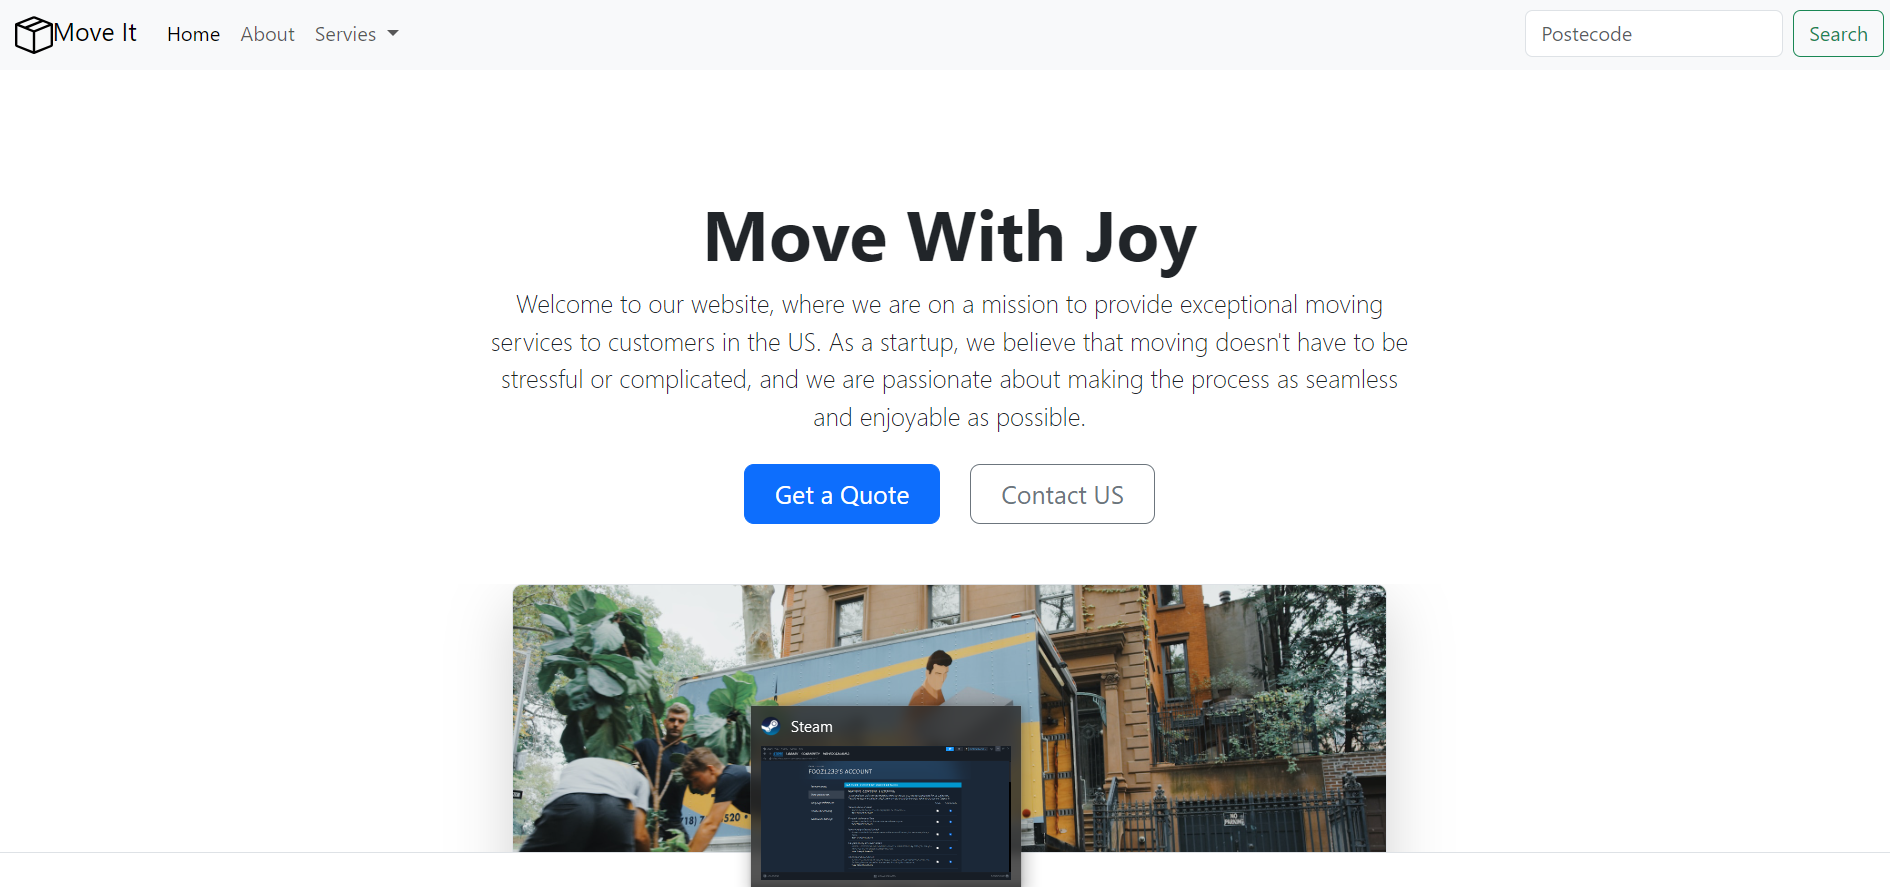 Move It
Home
About
Servies
Postecode
Search
Move With Joy
Welcome to our website, where we are on a mission to provide exceptional moving
services to customers in the US. As a startup, we believe that moving doesn't have to be
stressful or complicated, and we are passionate about making the process as seamless
and enjoyable as possible.
Get a Quote
Contact US
Steam
FOOZ1233'S ACCOUNT
NO
PARKING